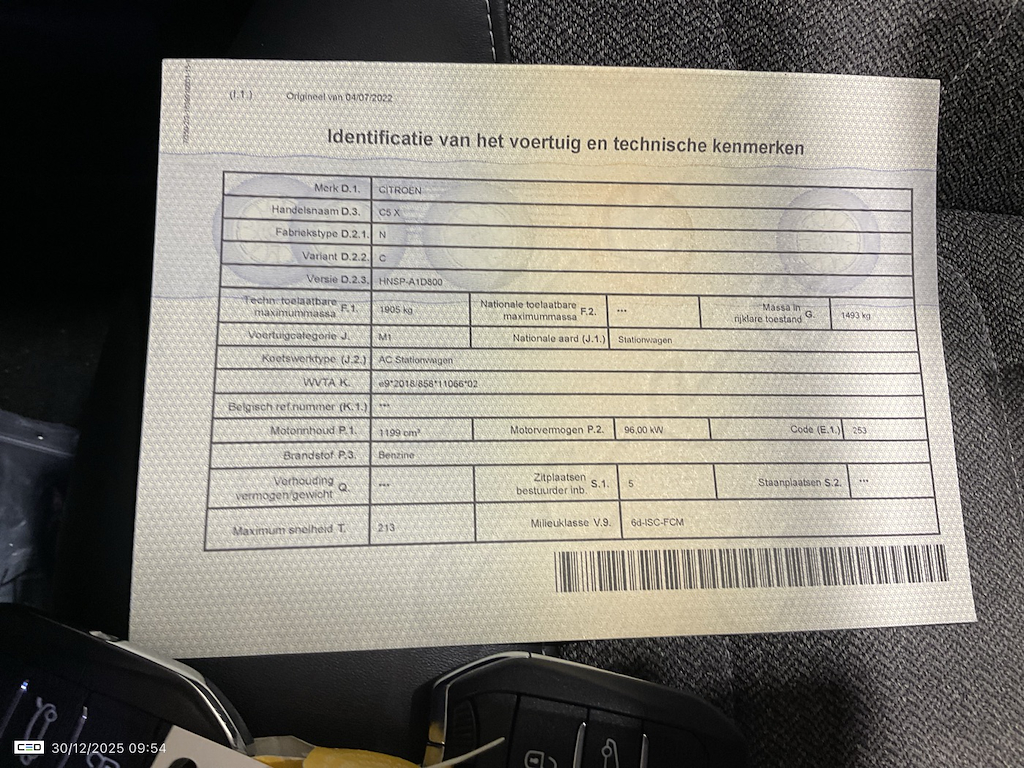 (I.1.) Origineel van 04/07/2022
Identificatie van het voertuig en technische kenmerken
Merk D.1. CITROEN
Handelsnaam D.3. C5 X
Fabriekstype D.2.1. N
Variant D.2.2. C
Versie D.2.3. HNSP-A1D800
Techn. toelaatbare maximummassa F.1. 1905 kg Nationale toelaatbare maximummassa F.2. *** Massa in rijklare toestand G. 1493 kg
Voertuigcategorie J. M1 Nationale aard (J.1.) Stationwagen
Koetswerktype (J.2.) AC Stationwagen
WVTA K. e9*2018/858*11066*02
Belgisch ref.nummer (K.1.) ***
Motorinhoud P.1. 1199 cm³ Motorvermogen P.2. 96.00 kW Code (E.1.) 253
Brandstof P.3. Benzine
Verhouding vermogen/gewicht Q. *** Zitplaatsen bestuurder inb. S.1. 5 Staanplaatsen S.2. ***
Maximum snelheid T. 213 Milieuklasse V.9. 6d-ISC-FCM
CEO 30/12/2025 09:54